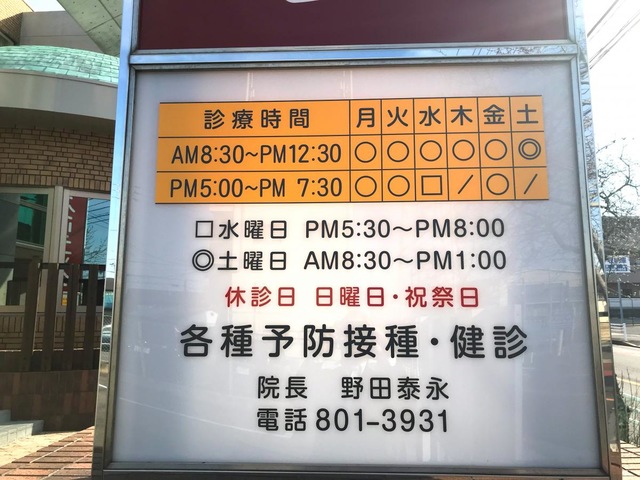 診療時間 月 火 水 木 金 土
AM8:30~PM12:30 ○ ○ ○ ○ ○ ◎
PM5:00~PM 7:30 ○ ○ □ / ○ /
□水曜日 PM5:30~PM8:00
◎土曜日 AM8:30~PM1:00
休診日 日曜日・祝祭日
各種予防接種・健診
院長 野田泰永
電話 801-3931